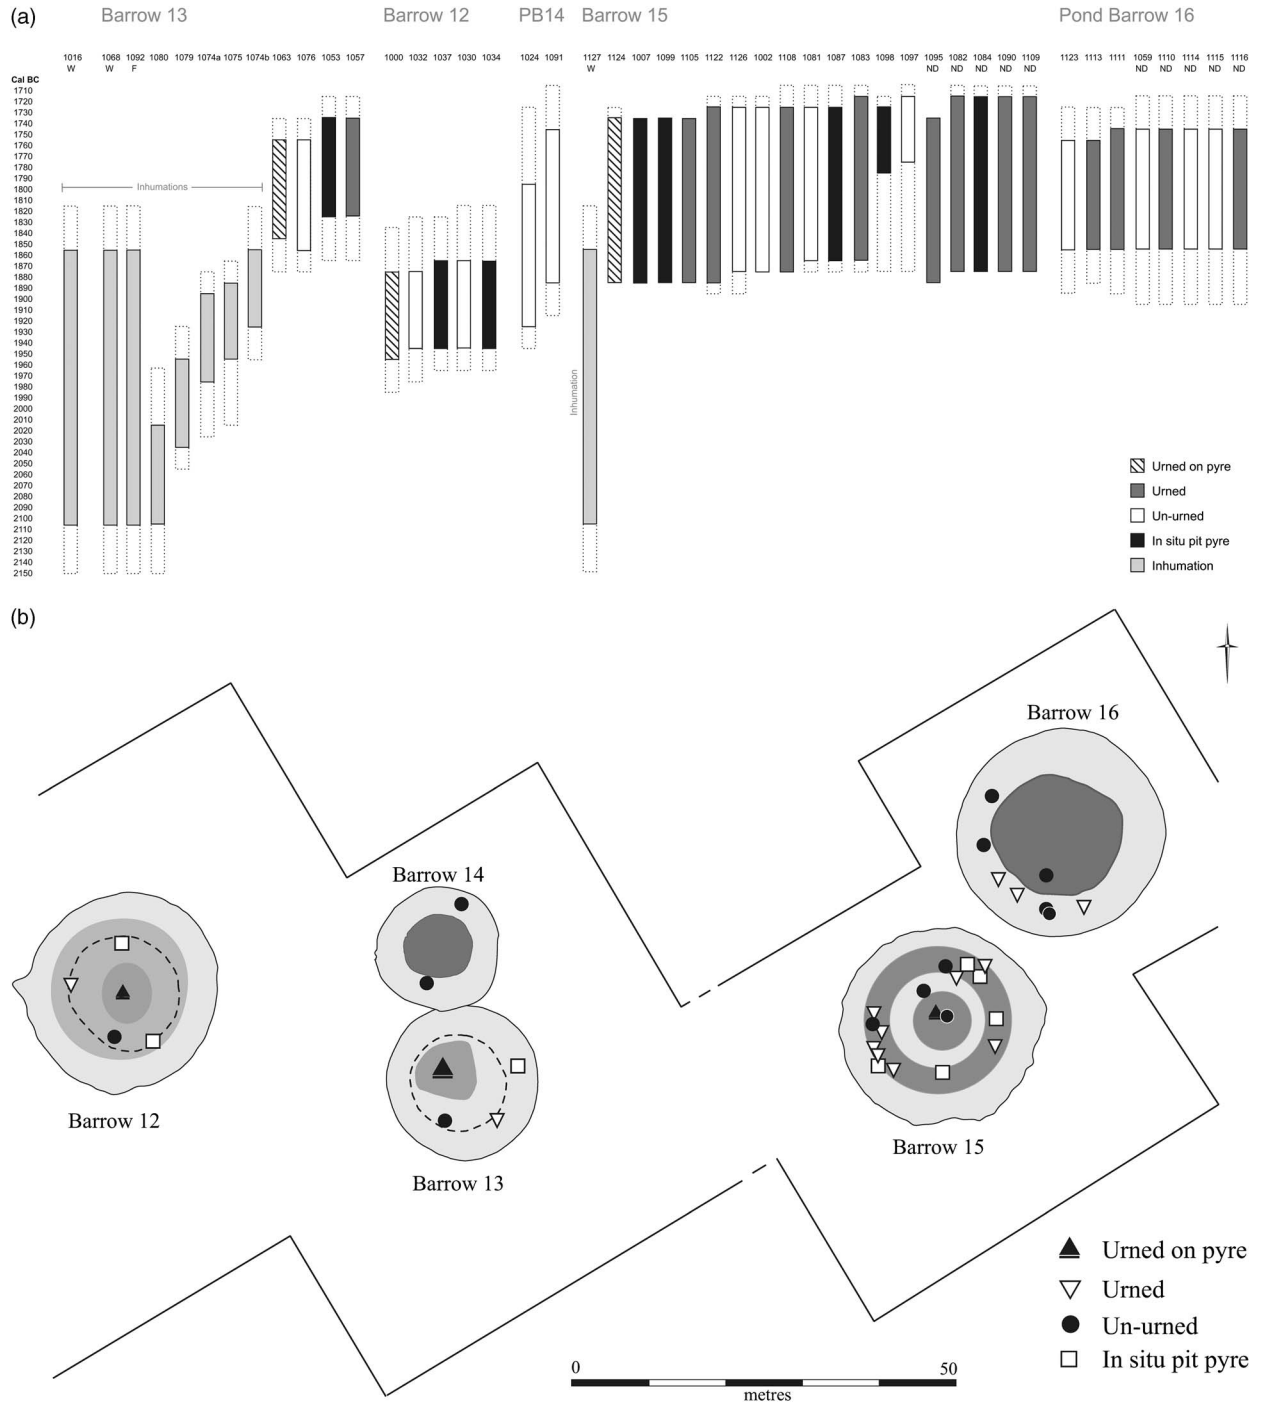 (a)
Barrow 13 Barrow 12 PB14 Barrow 15 Pond Barrow 16
1016 1068 1092 1080 1079 1074a 1075 1074b 1063 1076 1053 1057 1000 1032 1037 1030 1034 1024 1091 1127 1124 1007 1099 1105 1122 1126 1002 1108 1081 1087 1083 1098 1097 1095 1082 1084 1090 1109 1123 1113 1111 1059 1110 1114 1115 1116
W W F W ND ND ND ND ND ND ND ND ND ND
Cal BC
1710
1720
1730
1740
1750
1760
1770
1780
1790
1800
1810
1820
1830
1840
1850
1860
1870
1880
1890
1900
1910
1920
1930
1940
1950
1960
1970
1980
1990
2000
2010
2020
2030
2040
2050
2060
2070
2080
2090
2100
2110
2120
2130
2140
2150
Inhumations
Inhumation
Urned on pyre
Urned
Un-urned
In situ pit pyre
Inhumation
(b)
Barrow 16
Barrow 14
Barrow 12
Barrow 13
Barrow 15
Urned on pyre
Urned
Un-urned
In situ pit pyre
0 50
metres